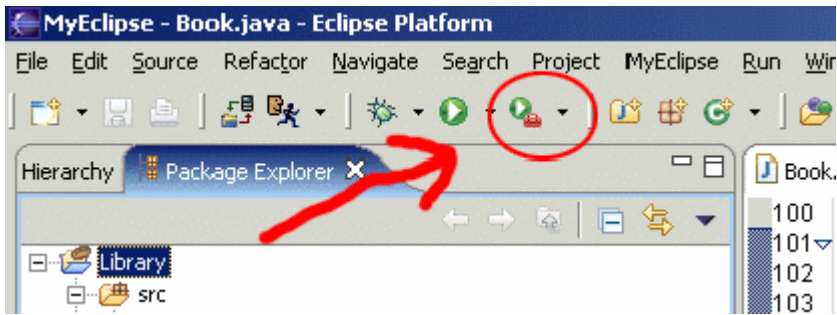 MyEclipse - Book.java - Eclipse Platform
File Edit Source Refactor Navigate Search Project MyEclipse Run
Hierarchy Package Explorer Book.
100
101
Library
102
src
103